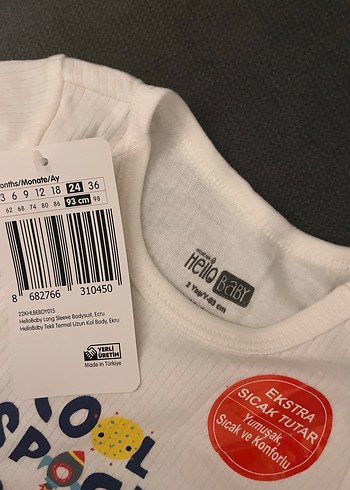 Months/Monate/Ay
3 6 9 12 18 24 36
62 68 74 80 86 93 cm 98
8 682766 310450
22KHLBEBDY015
HelloBaby Long Sleeve Bodysuit, Ecru
HelloBaby Tekli Termal Uzun Kol Body, Ekru
YERLİ
ÜRETİM
Made in Türkiye
Hello BABY
2 Yaş/Y-93 cm
EKSTRA
SICAK TUTAR
Yumuşak,
Sıcak ve Konforlu
COOL
SPACE